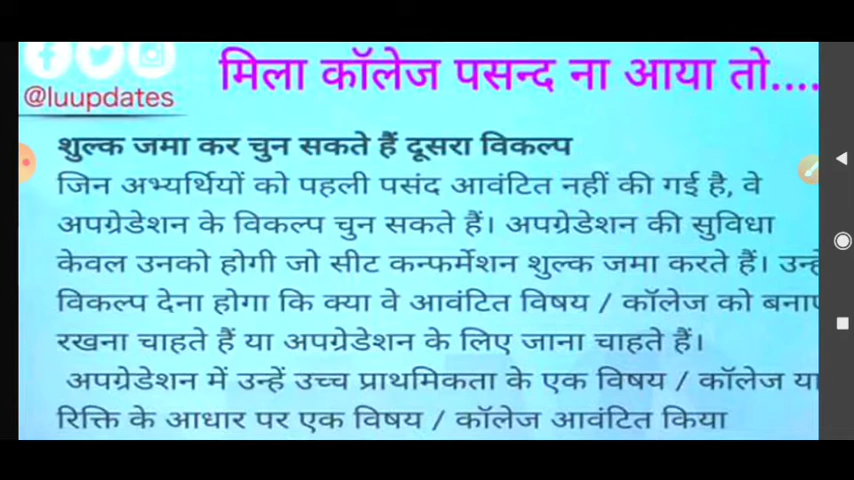 मिला कॉलेज पसन्द ना आया तो....
@luupdates
शुल्क जमा कर चुन सकते हैं दूसरा विकल्प
जिन अभ्यर्थियों को पहली पसंद आवंटित नहीं की गई है, वे
अपग्रेडेशन के विकल्प चुन सकते हैं। अपग्रेडेशन की सुविधा
केवल उनको होगी जो सीट कन्फर्मेशन शुल्क जमा करते हैं।
विकल्प देना होगा कि क्या वे आवंटित विषय / कॉलेज को
रखना चाहते हैं या अपग्रेडेशन के लिए जाना चाहते हैं।
अपग्रेडेशन में उन्हें उच्च प्राथमिकता के एक विषय / कॉलेज या
रिक्ति के आधार पर एक विषय / कॉलेज आवंटित किया